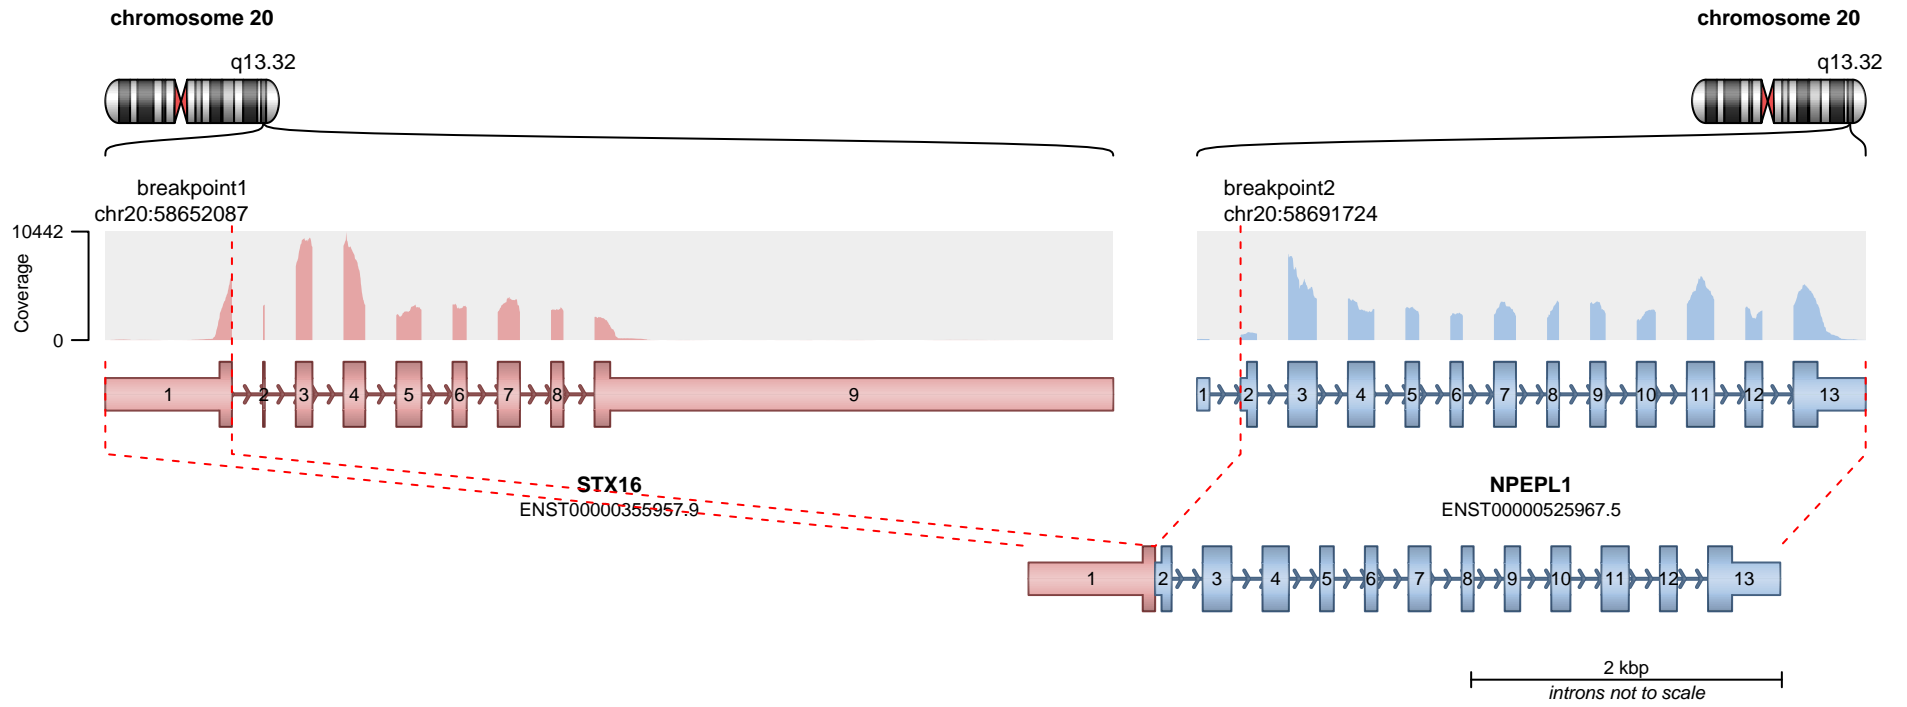 chromosome 20
chromosome 20
q13.32
q13.32
breakpoint1
chr20:58652087
breakpoint2
chr20:58691724
10442
Coverage
0
1 2 3 4 5 6 7 8 9
1 2 3 4 5 6 7 8 9 10 11 12 13
STX16
ENST00000355957.9
NPEPL1
ENST00000525967.5
1 2 3 4 5 6 7 8 9 10 11 12 13
2 kbp
introns not to scale